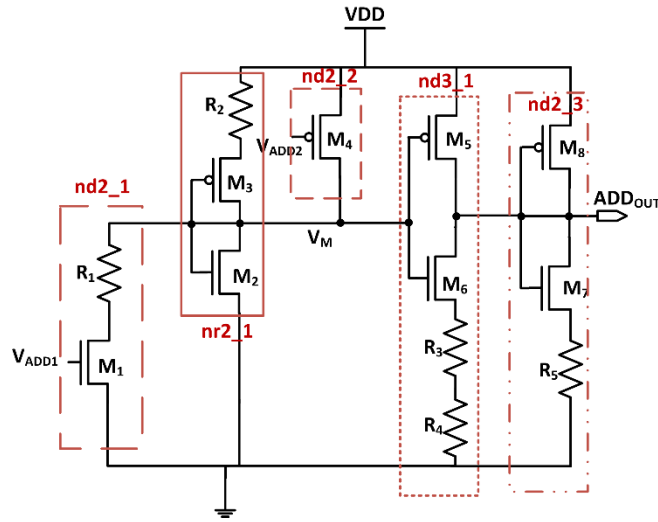 VDD
nd2_2
nd3_1
nd2_3
R2
VADD2
M4
M5
M8
M3
nd2_1
ADDOUT
VM
R1
M2
M6
M7
nr2_1
R3
VADD1
M1
R5
R4